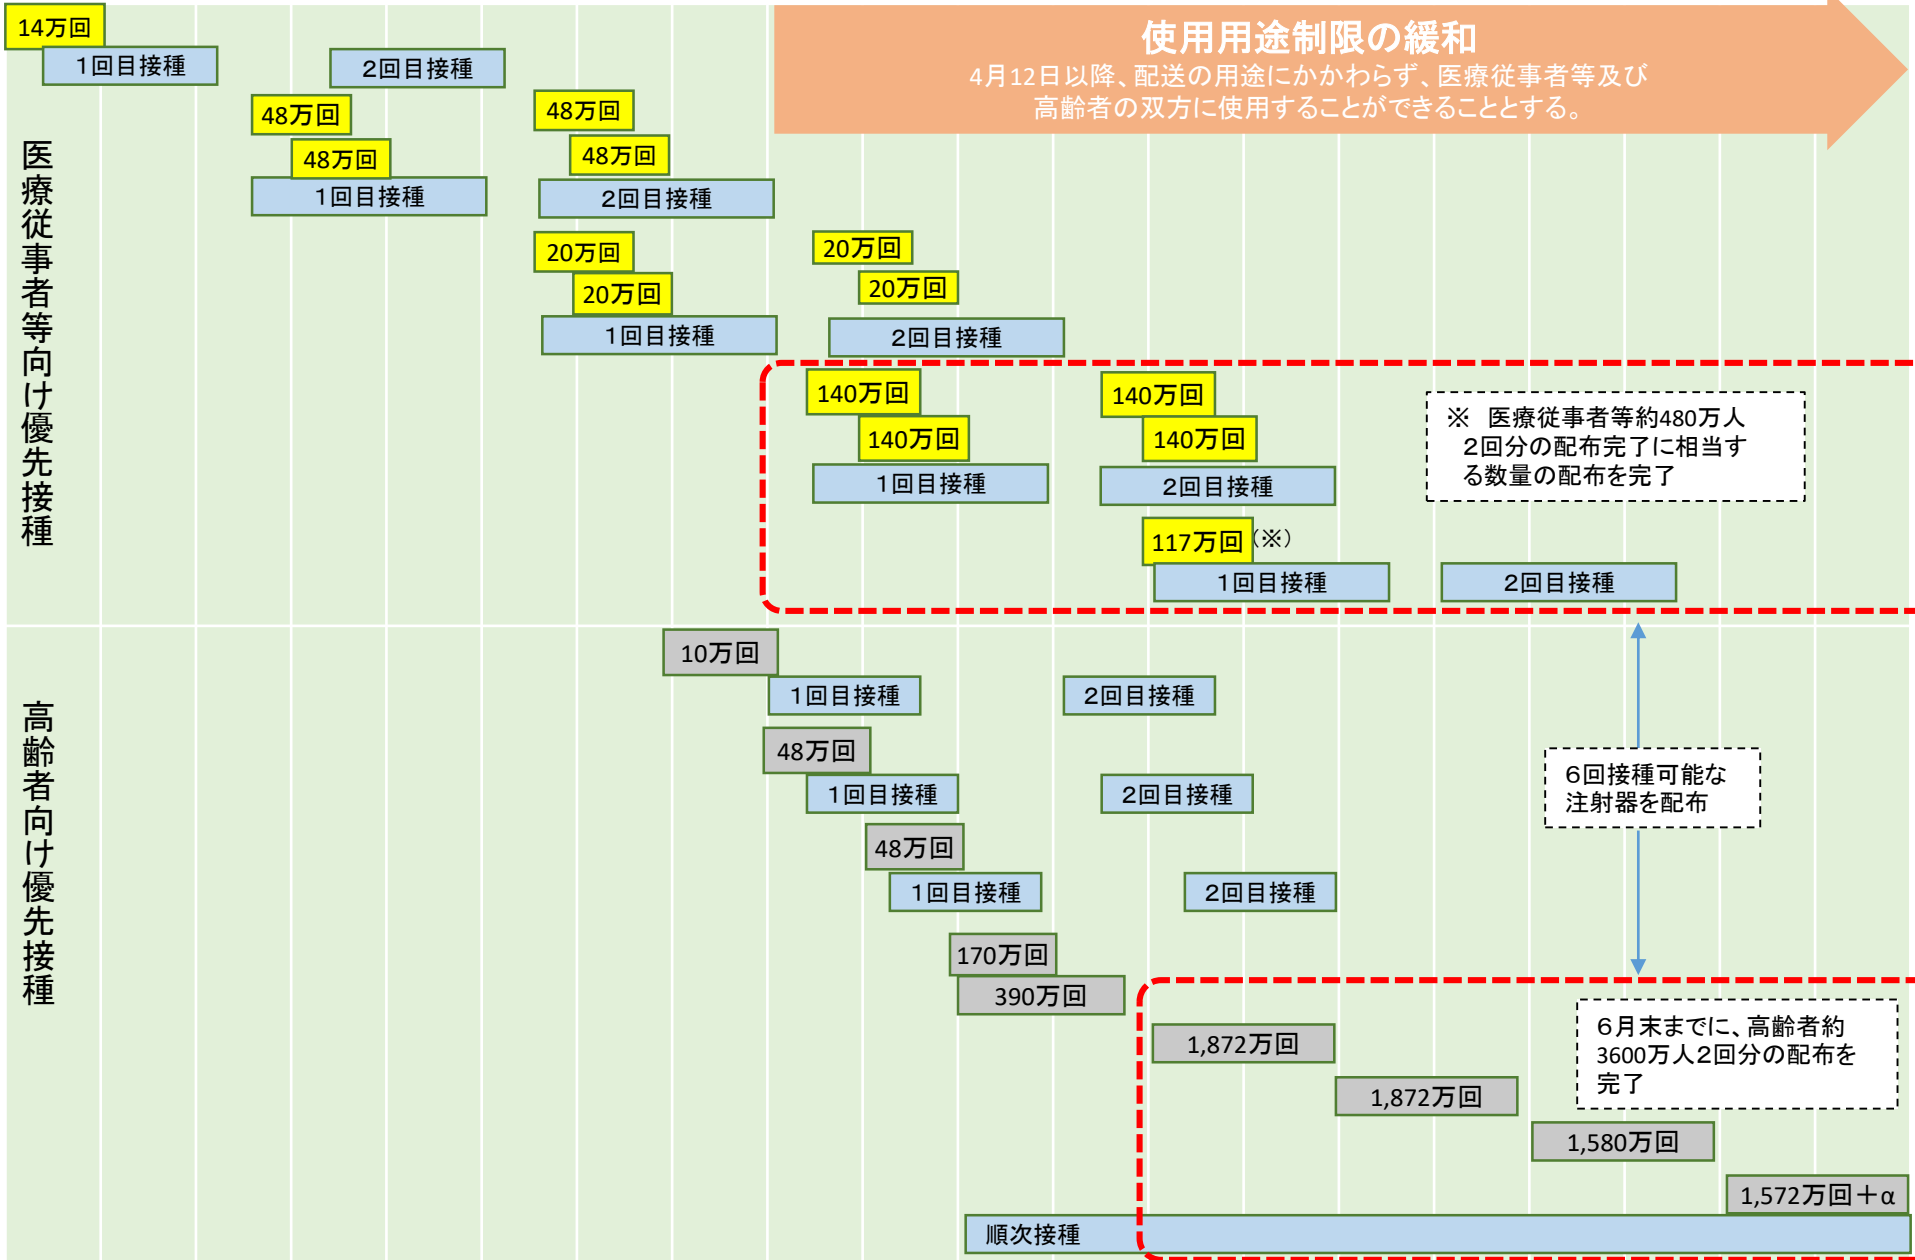 14万回
1回目接種
2回目接種
使用用途制限の緩和
4月12日以降、配送の用途にかかわらず、医療従事者等及び
高齢者の双方に使用することができることとする。
医療従事者等向け優先接種
48万回
48万回
1回目接種
48万回
48万回
2回目接種
20万回
20万回
1回目接種
20万回
20万回
2回目接種
140万回
140万回
1回目接種
140万回
140万回
2回目接種
※ 医療従事者等約480万人
2回分の配布完了に相当す
る数量の配布を完了
117万回(※)
1回目接種
2回目接種
高齢者向け優先接種
10万回
1回目接種
2回目接種
48万回
1回目接種
2回目接種
6回接種可能な
注射器を配布
48万回
1回目接種
2回目接種
170万回
390万回
6月末までに、高齢者約
3600万人2回分の配布を
完了
1,872万回
1,872万回
1,580万回
1,572万回+α
順次接種